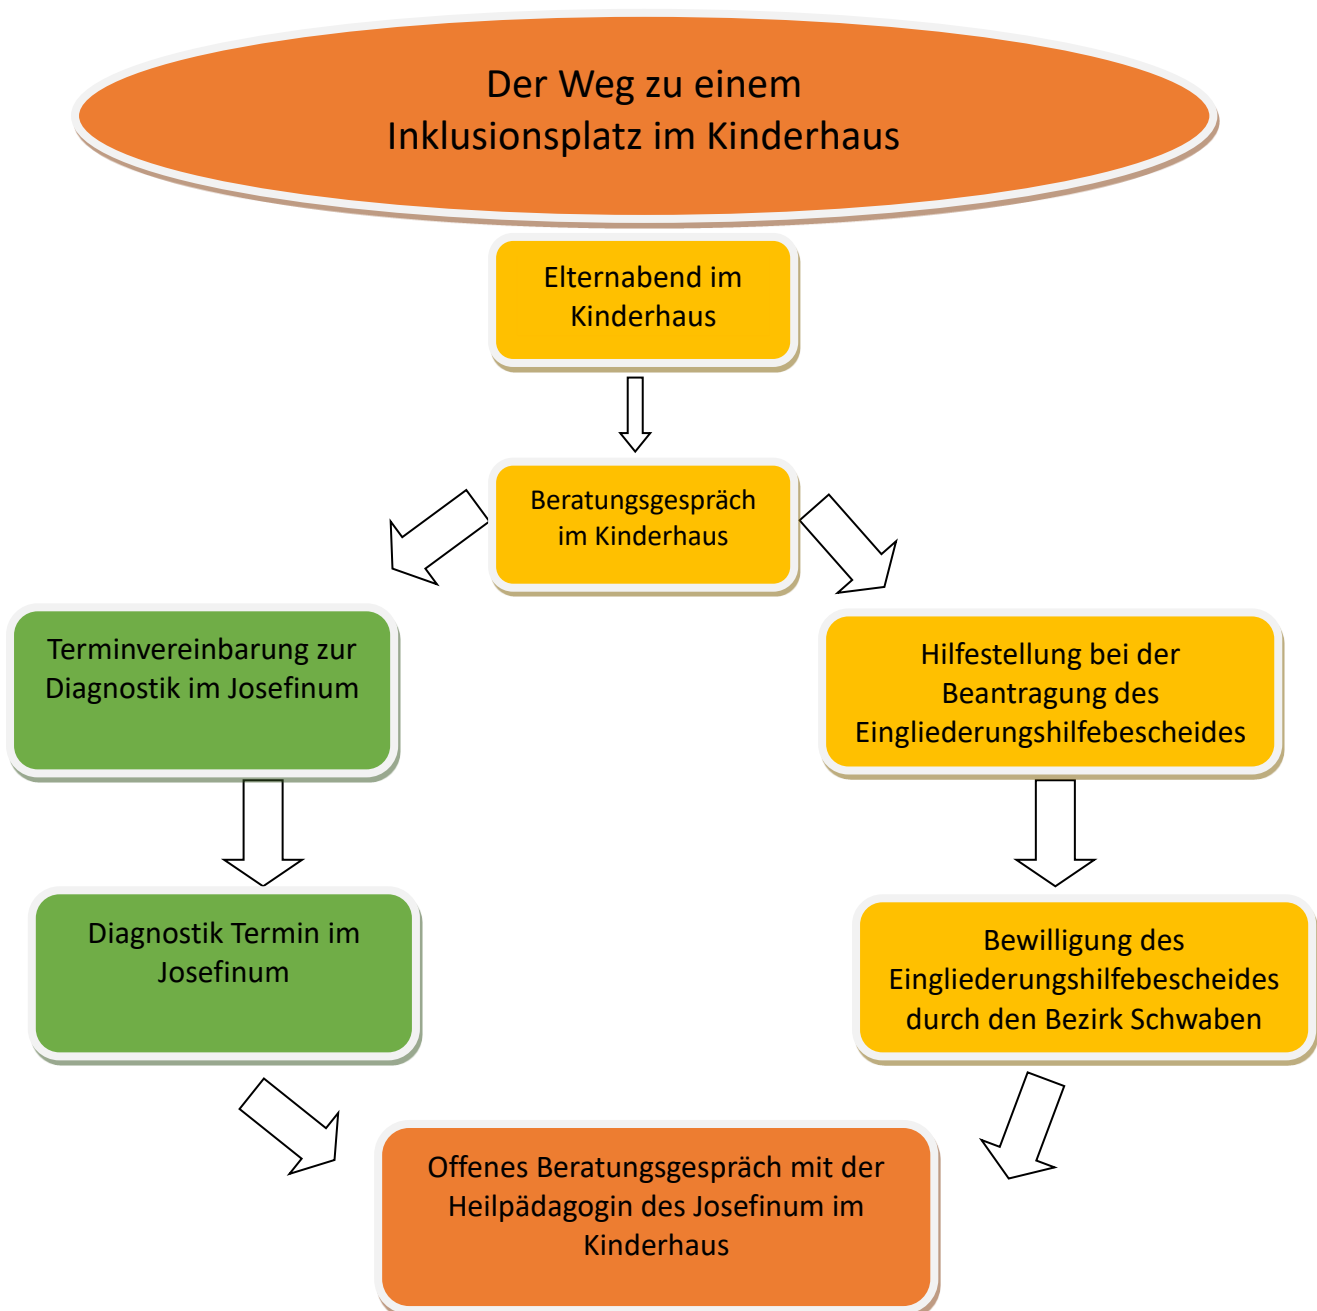 Der Weg zu einem
Inklusionsplatz im Kinderhaus
Elternabend im
Kinderhaus
Beratungsgespräch
im Kinderhaus
Terminvereinbarung zur
Diagnostik im Josefinum
Hilfestellung bei der
Beantragung des
Eingliederungshilfebescheides
Diagnostik Termin im
Josefinum
Bewilligung des
Eingliederungshilfebescheides
durch den Bezirk Schwaben
Offenes Beratungsgespräch mit der
Heilpädagogin des Josefinum im
Kinderhaus